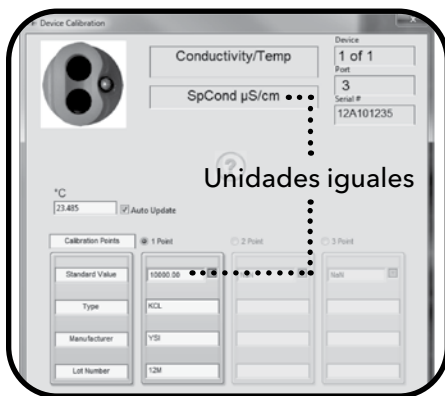 Device Calibration
Conductivity/Temp
SpCond µS/cm
Device
1 of 1
Port
3
Serial #
12A101235
?
Unidades iguales
°C
23.485
Auto Update
Calibration Points
1 Point
2 Point
3 Point
Standard Value
10000.00
NaN
Type
KCL
Manufacturer
YSI
Lot Number
12M